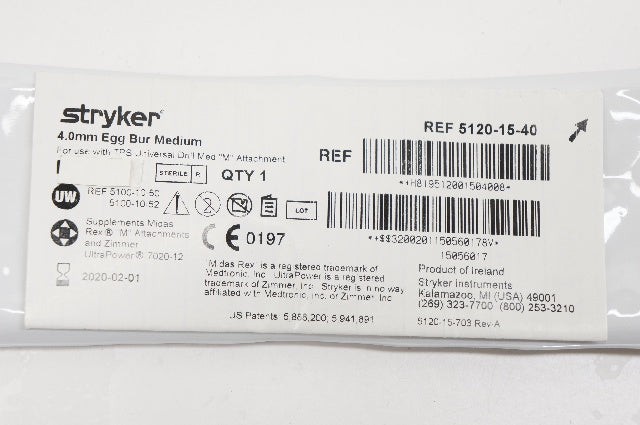 stryker®
4.0mm Egg Bur Medium
For use with TPS Universal Drill Med "M" Attachment
STERILE R QTY 1
UW REF 5100-10-50
5100-10-52
Supplements Midas
Rex® "M" Attachments
and Zimmer
UltraPower® 7020-12
2020-02-01
REF 5120-15-40
REF
LOT
CE 0197
15056017
"Midas Rex" is a registered trademark of
Medtronic, Inc. UltraPower is a registered
trademark of Zimmer, Inc. Stryker is in no way
affiliated with Medtronic, Inc. or Zimmer Inc.
US Patents: 5,888,200; 5,941,891
Product of Ireland
Stryker Instruments
Kalamazoo, MI (USA) 49001
(269) 323-7700 (800) 253-3210
5120-15-703 Rev-A